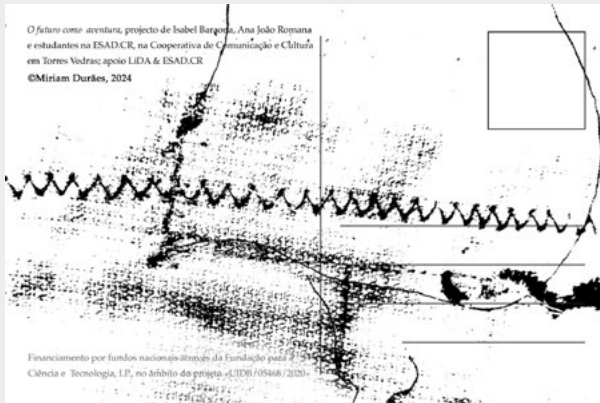 O futuro como aventura, projecto de Isabel Baraona, Ana João Romana
e estudantes na ESAD.CR, na Cooperativa de Comunicação e Cultura
em Torres Vedras; apoio LiDA & ESAD.CR
©Miriam Durães, 2024
Financiamento por fundos nacionais através da Fundação para a
Ciência e Tecnologia, I.P., no âmbito do projeto «UIDB/05468/2020»